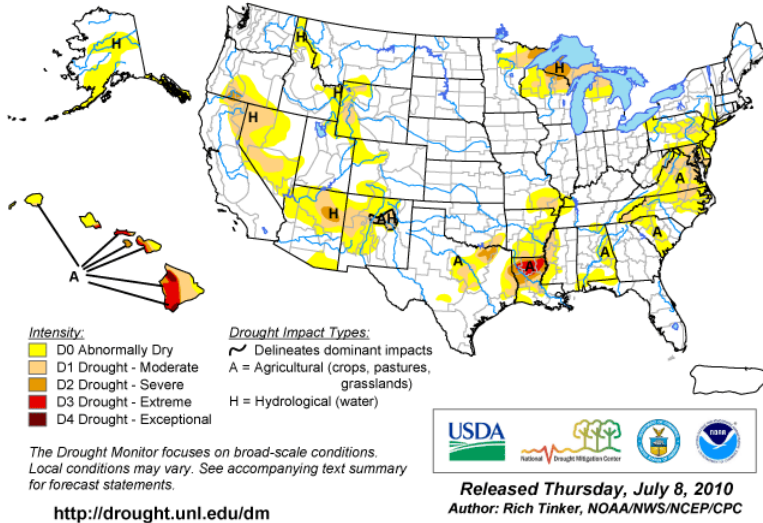 H
H
H
H
H
A
H
A
H
A
A
A
A
A
A
Intensity:
D0 Abnormally Dry
D1 Drought - Moderate
D2 Drought - Severe
D3 Drought - Extreme
D4 Drought - Exceptional
Drought Impact Types:
Delineates dominant impacts
A = Agricultural (crops, pastures,
grasslands)
H = Hydrological (water)
The Drought Monitor focuses on broad-scale conditions.
Local conditions may vary. See accompanying text summary
for forecast statements.
http://drought.unl.edu/dm
USDA
National Drought Mitigation Center
NOAA
Released Thursday, July 8, 2010
Author: Rich Tinker, NOAA/NWS/NCEP/CPC